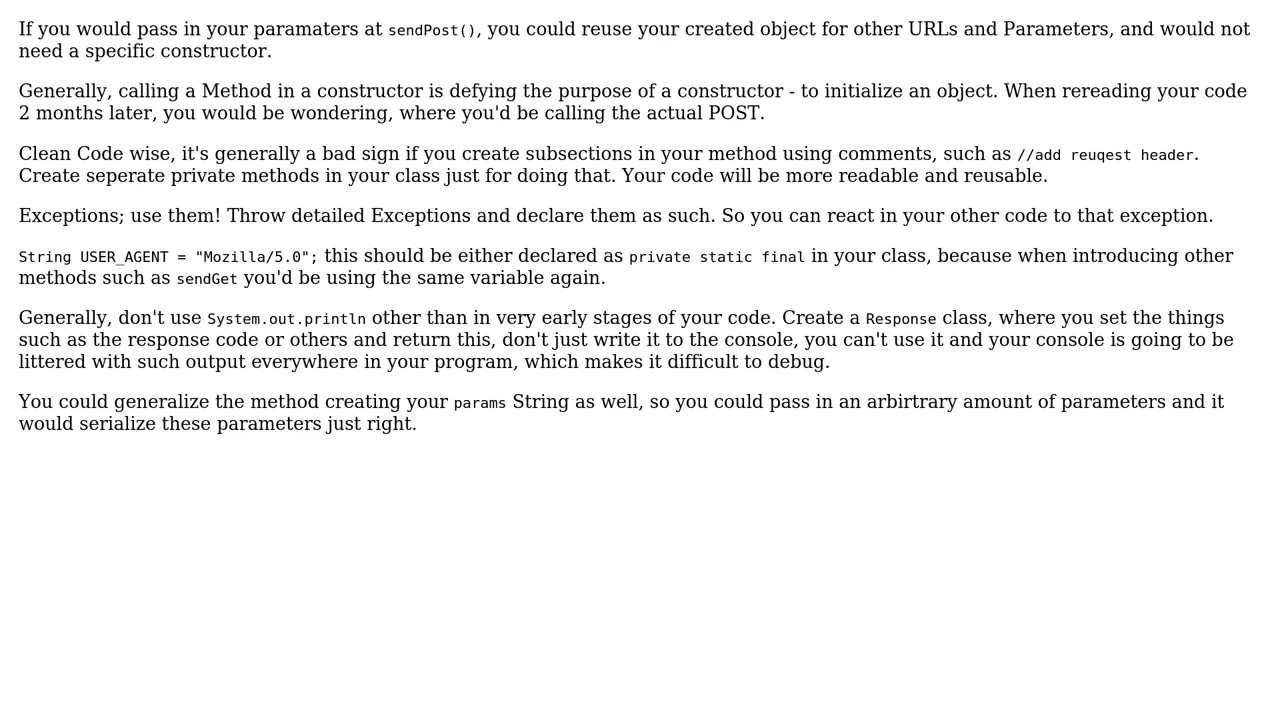 If you would pass in your paramaters at sendPost(), you could reuse your created object for other URLs and Parameters, and would not
need a specific constructor.
Generally, calling a Method in a constructor is defying the purpose of a constructor - to initialize an object. When rereading your code
2 months later, you would be wondering, where you'd be calling the actual POST.
Clean Code wise, it's generally a bad sign if you create subsections in your method using comments, such as //add reuqest header.
Create seperate private methods in your class just for doing that. Your code will be more readable and reusable.
Exceptions; use them! Throw detailed Exceptions and declare them as such. So you can react in your other code to that exception.
String USER_AGENT = "Mozilla/5.0"; this should be either declared as private static final in your class, because when introducing other
methods such as sendGet you'd be using the same variable again.
Generally, don't use System.out.println other than in very early stages of your code. Create a Response class, where you set the things
such as the response code or others and return this, don't just write it to the console, you can't use it and your console is going to be
littered with such output everywhere in your program, which makes it difficult to debug.
You could generalize the method creating your params String as well, so you could pass in an arbirtrary amount of parameters and it
would serialize these parameters just right.